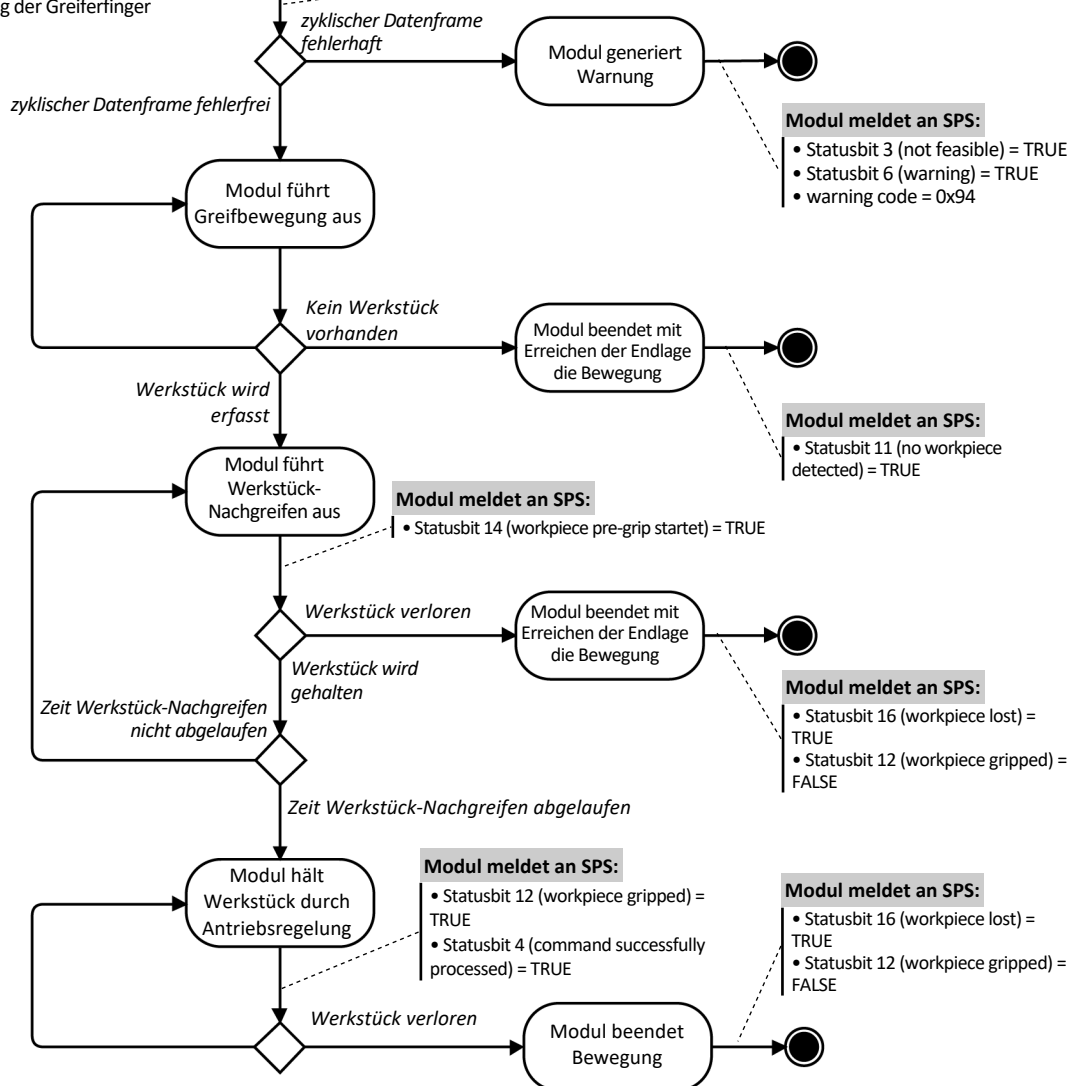 g der Greiferfinger
zyklischer Datenframe
fehlerhaft
Modul generiert
Warnung
zyklischer Datenframe fehlerfrei
Modul meldet an SPS:
• Statusbit 3 (not feasible) = TRUE
• Statusbit 6 (warning) = TRUE
• warning code = 0x94
Modul führt
Greifbewegung aus
Kein Werkstück
vorhanden
Modul beendet mit
Erreichen der Endlage
die Bewegung
Werkstück wird
erfasst
Modul meldet an SPS:
• Statusbit 11 (no workpiece
detected) = TRUE
Modul führt
Werkstück-
Nachgreifen aus
Modul meldet an SPS:
• Statusbit 14 (workpiece pre-grip startet) = TRUE
Werkstück verloren
Modul beendet mit
Erreichen der Endlage
die Bewegung
Werkstück wird
gehalten
Modul meldet an SPS:
• Statusbit 16 (workpiece lost) =
TRUE
• Statusbit 12 (workpiece gripped) =
FALSE
Zeit Werkstück-Nachgreifen
nicht abgelaufen
Zeit Werkstück-Nachgreifen abgelaufen
Modul hält
Werkstück durch
Antriebsregelung
Modul meldet an SPS:
• Statusbit 12 (workpiece gripped) =
TRUE
• Statusbit 4 (command successfully
processed) = TRUE
Modul meldet an SPS:
• Statusbit 16 (workpiece lost) =
TRUE
• Statusbit 12 (workpiece gripped) =
FALSE
Werkstück verloren
Modul beendet
Bewegung